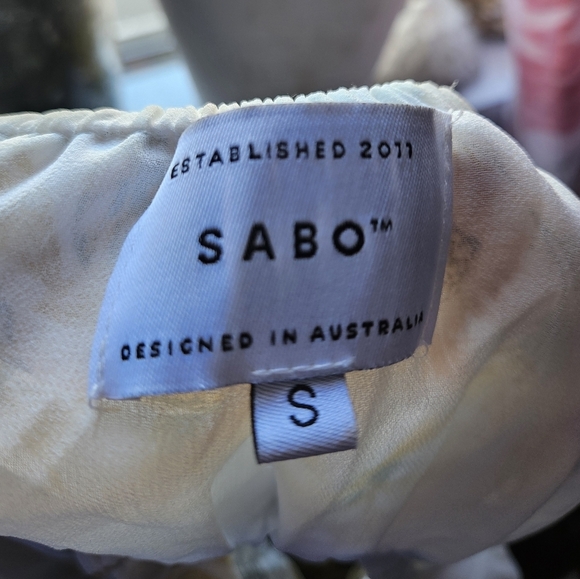 ESTABLISHED 2011
SABO™
DESIGNED IN AUSTRALIA
S